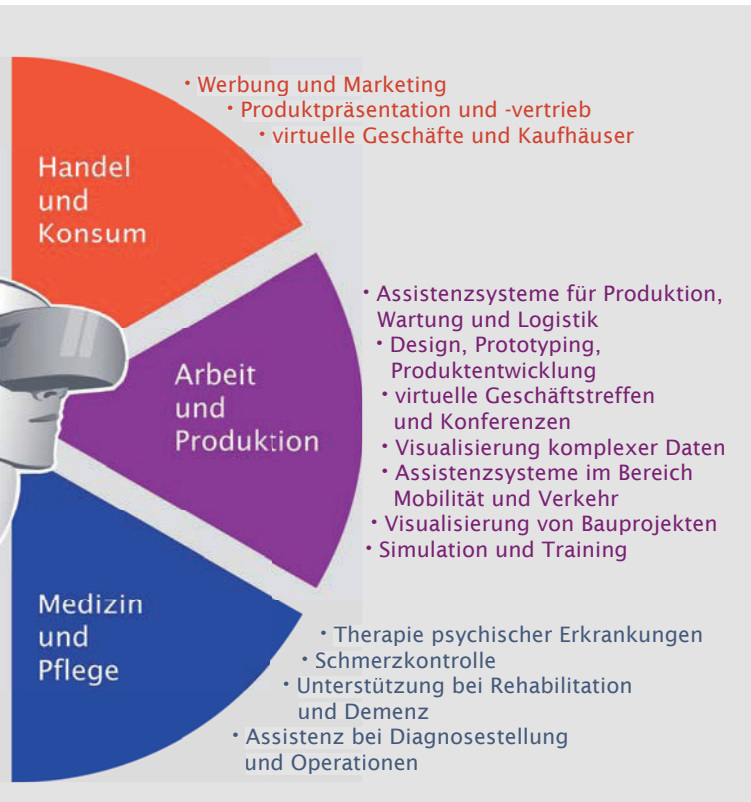 Handel
und
Konsum
• Werbung und Marketing
• Produktpräsentation und -vertrieb
• virtuelle Geschäfte und Kaufhäuser
Arbeit
und
Produktion
• Assistenzsysteme für Produktion,
Wartung und Logistik
• Design, Prototyping,
Produktentwicklung
• virtuelle Geschäftstreffen
und Konferenzen
• Visualisierung komplexer Daten
• Assistenzsysteme im Bereich
Mobilität und Verkehr
• Visualisierung von Bauprojekten
• Simulation und Training
Medizin
und
Pflege
• Therapie psychischer Erkrankungen
• Schmerzkontrolle
• Unterstützung bei Rehabilitation
und Demenz
• Assistenz bei Diagnosestellung
und Operationen